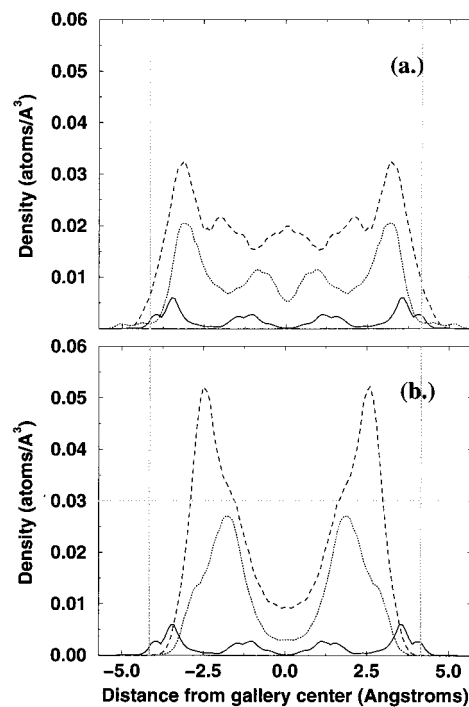 0.06
0.05
(a.)
0.04
0.03
0.02
0.01
Density (atoms/A³)
0.06
0.05
(b.)
0.04
0.03
0.02
0.01
0.00
Density (atoms/A³)
−5.0 −2.5 0.0 2.5 5.0
Distance from gallery center (Angstroms)